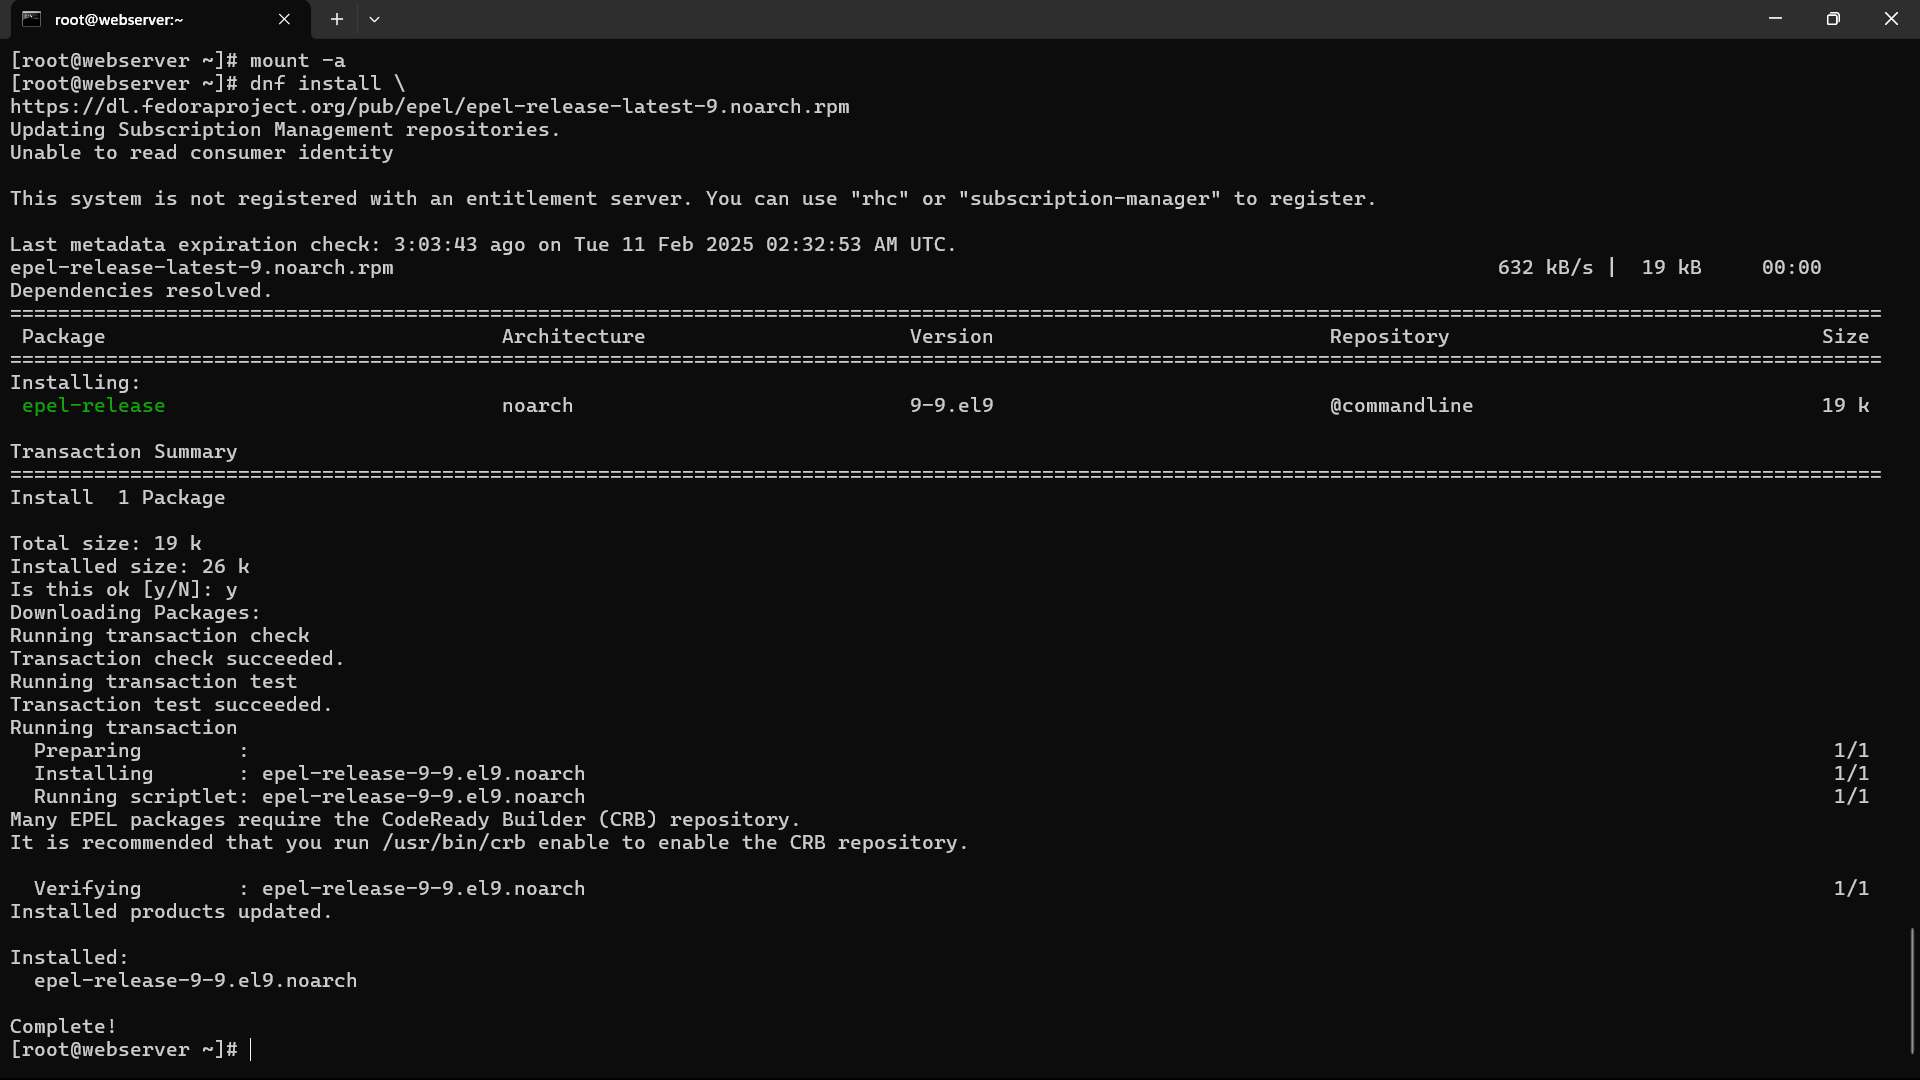 root@webserver:~
[root@webserver ~]# mount -a
[root@webserver ~]# dnf install \
https://dl.fedoraproject.org/pub/epel/epel-release-latest-9.noarch.rpm
Updating Subscription Management repositories.
Unable to read consumer identity
This system is not registered with an entitlement server. You can use "rhc" or "subscription-manager" to register.
Last metadata expiration check: 3:03:43 ago on Tue 11 Feb 2025 02:32:53 AM UTC.
epel-release-latest-9.noarch.rpm 632 kB/s | 19 kB 00:00
Dependencies resolved.
================================================================================
Package Architecture Version Repository Size
================================================================================
Installing:
epel-release noarch 9-9.el9 @commandline 19 k
Transaction Summary
================================================================================
Install 1 Package
Total size: 19 k
Installed size: 26 k
Is this ok [y/N]: y
Downloading Packages:
Running transaction check
Transaction check succeeded.
Running transaction test
Transaction test succeeded.
Running transaction
Preparing : 1/1
Installing : epel-release-9-9.el9.noarch 1/1
Running scriptlet: epel-release-9-9.el9.noarch 1/1
Many EPEL packages require the CodeReady Builder (CRB) repository.
It is recommended that you run /usr/bin/crb enable to enable the CRB repository.
Verifying : epel-release-9-9.el9.noarch 1/1
Installed products updated.
Installed:
epel-release-9-9.el9.noarch
Complete!
[root@webserver ~]#